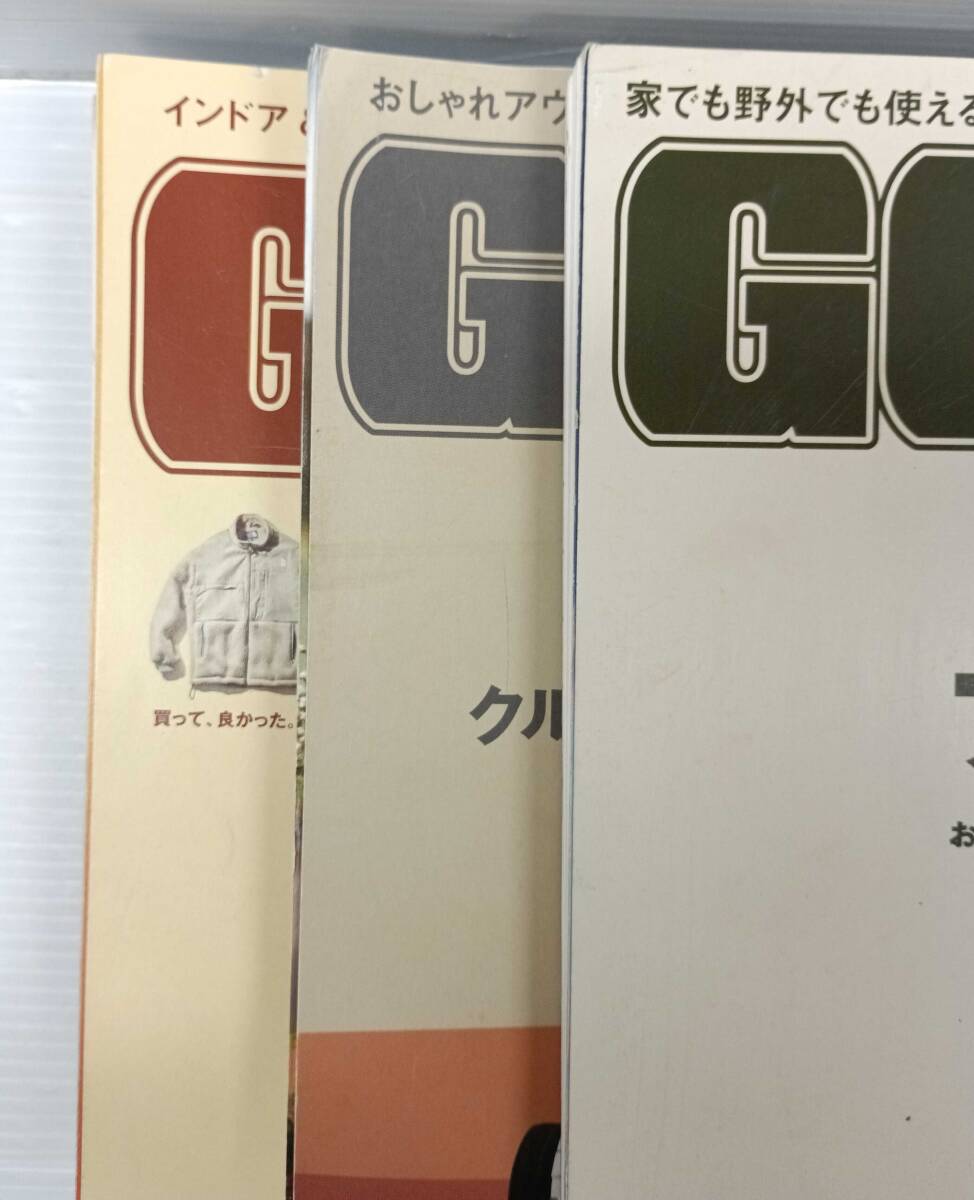 インドア &
G
買って、良かった。
おしゃれアウ
G
クル
家でも野外でも使える
GO
お